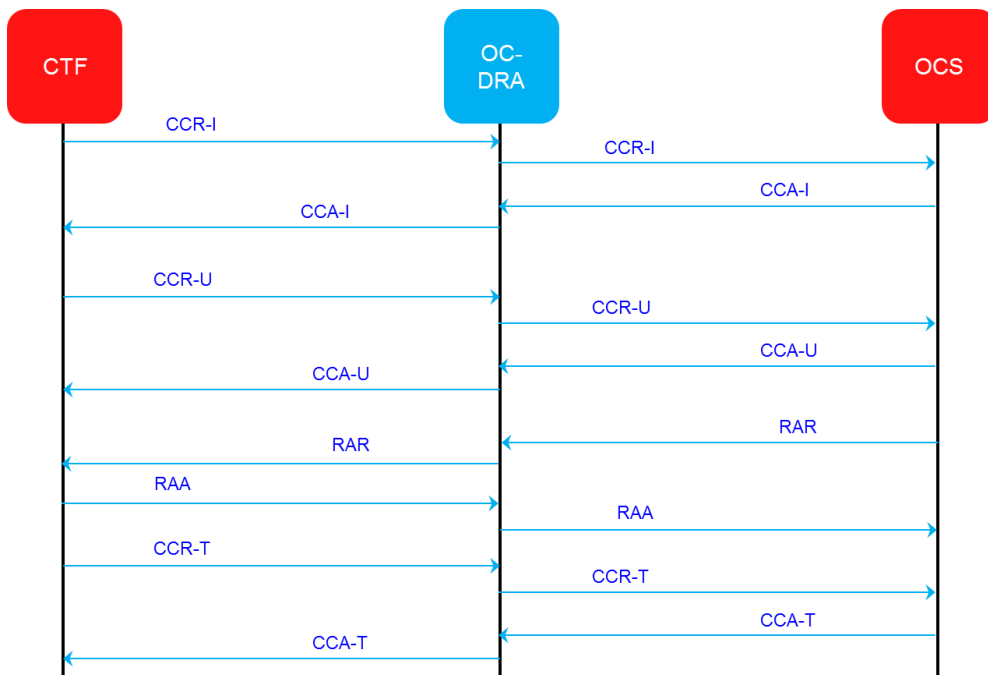 CTF
OC-
DRA
OCS
CCR-I
CCR-I
CCA-I
CCA-I
CCR-U
CCR-U
CCA-U
CCA-U
RAR
RAR
RAA
RAA
CCR-T
CCR-T
CCA-T
CCA-T